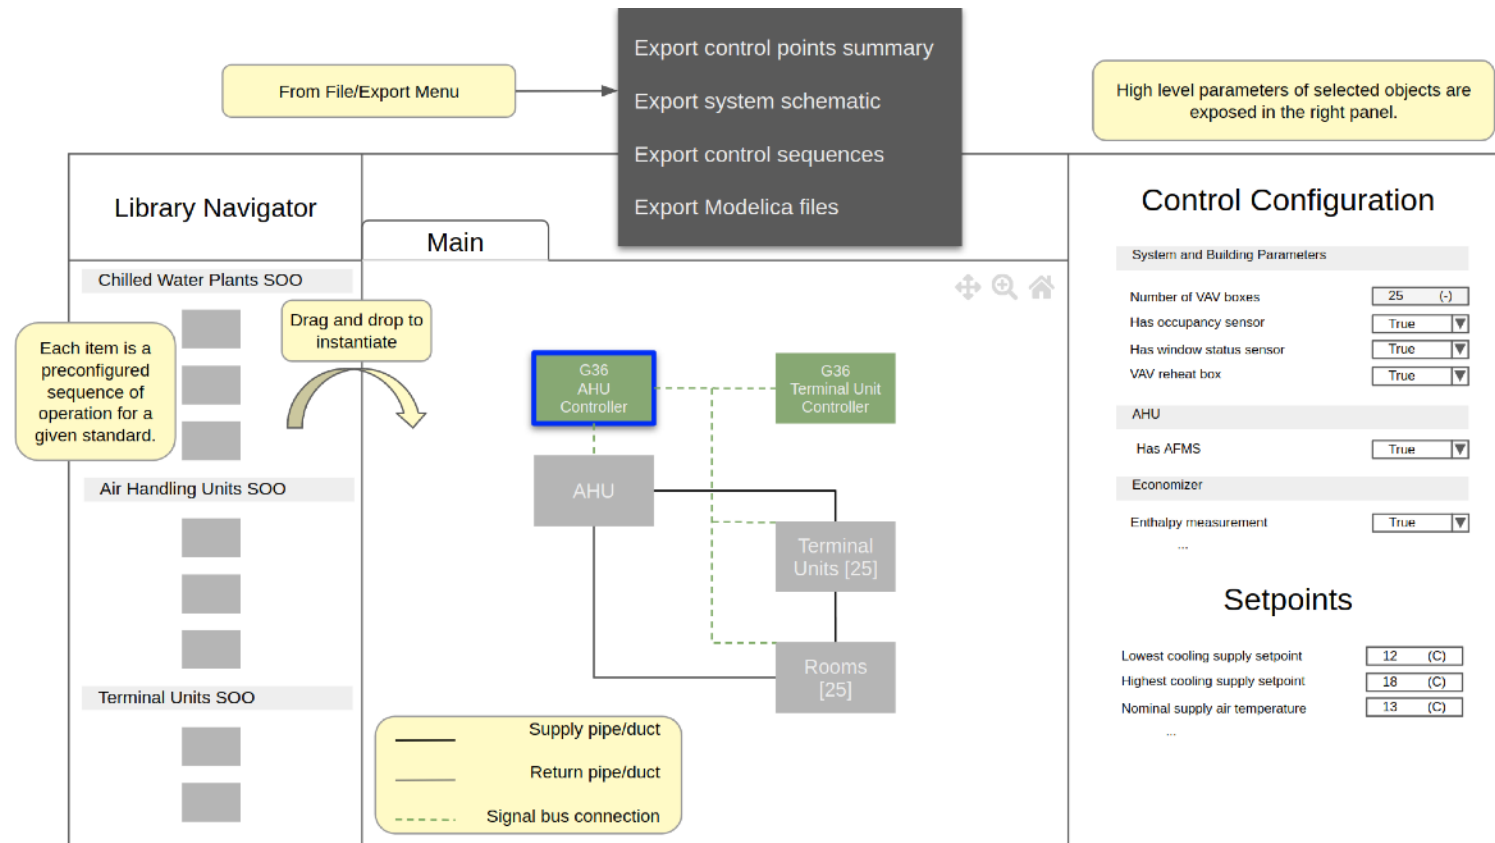 From File/Export Menu
Export control points summary
Export system schematic
Export control sequences
Export Modelica files
High level parameters of selected objects are
exposed in the right panel.
Library Navigator
Main
Chilled Water Plants SOO
Each item is a
preconfigured
sequence of
operation for a
given standard.
Drag and drop to
instantiate
Air Handling Units SOO
Terminal Units SOO
G36
AHU
Controller
G36
Terminal Unit
Controller
AHU
Terminal
Units [25]
Rooms
[25]
Supply pipe/duct
Return pipe/duct
Signal bus connection
Control Configuration
System and Building Parameters
Number of VAV boxes 25 (-)
Has occupancy sensor True
Has window status sensor True
VAV reheat box True
AHU
Has AFMS True
Economizer
Enthalpy measurement True
...
Setpoints
Lowest cooling supply setpoint 12 (C)
Highest cooling supply setpoint 18 (C)
Nominal supply air temperature 13 (C)
...